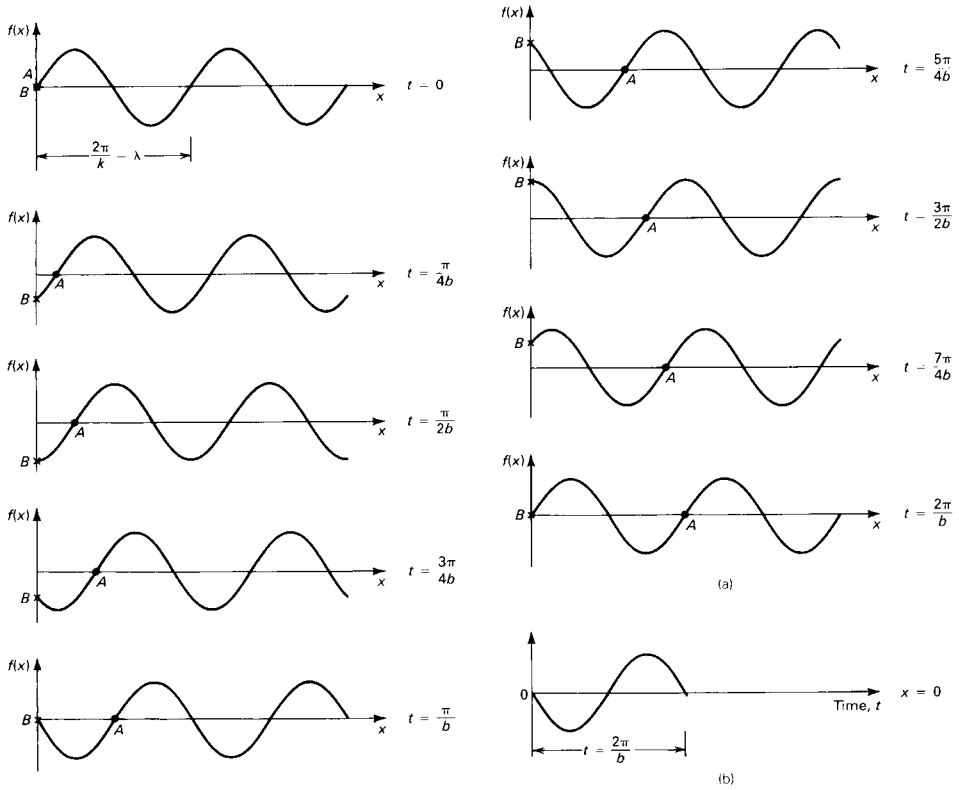 f(x)
A
B
x
t = 0
2π/k = λ
f(x)
B
A
x
t = π/4b
f(x)
B
A
x
t = π/2b
f(x)
B
A
x
t = 3π/4b
f(x)
B
A
x
t = π/b
f(x)
B
A
x
t = 5π/4b
f(x)
B
A
x
t = 3π/2b
f(x)
B
A
x
t = 7π/4b
f(x)
B
A
x
t = 2π/b
(a)
0
Time, t
x = 0
t = 2π/b
(b)